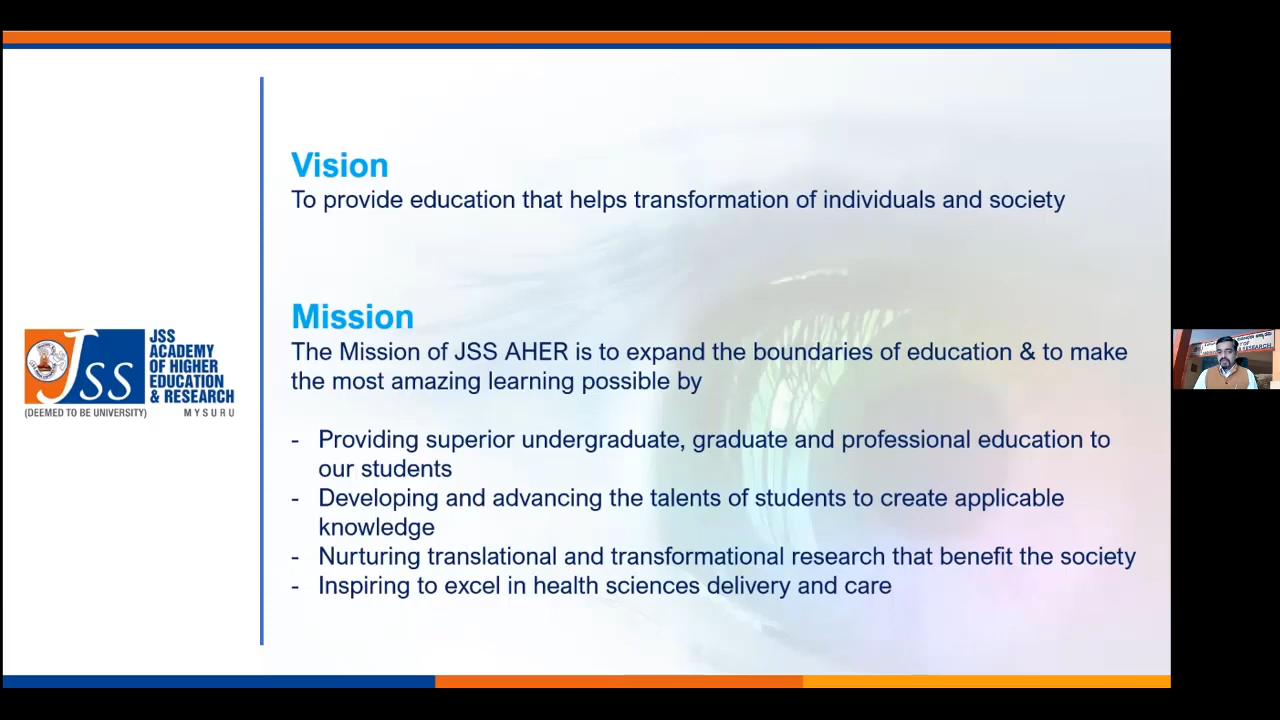 Vision
To provide education that helps transformation of individuals and society
Mission
The Mission of JSS AHER is to expand the boundaries of education & to make
the most amazing learning possible by
- Providing superior undergraduate, graduate and professional education to
our students
- Developing and advancing the talents of students to create applicable
knowledge
- Nurturing translational and transformational research that benefit the society
- Inspiring to excel in health sciences delivery and care
JSS
JSS
ACADEMY
OF HIGHER
EDUCATION
& RESEARCH
(DEEMED TO BE UNIVERSITY) MYSURU
RESEARCH